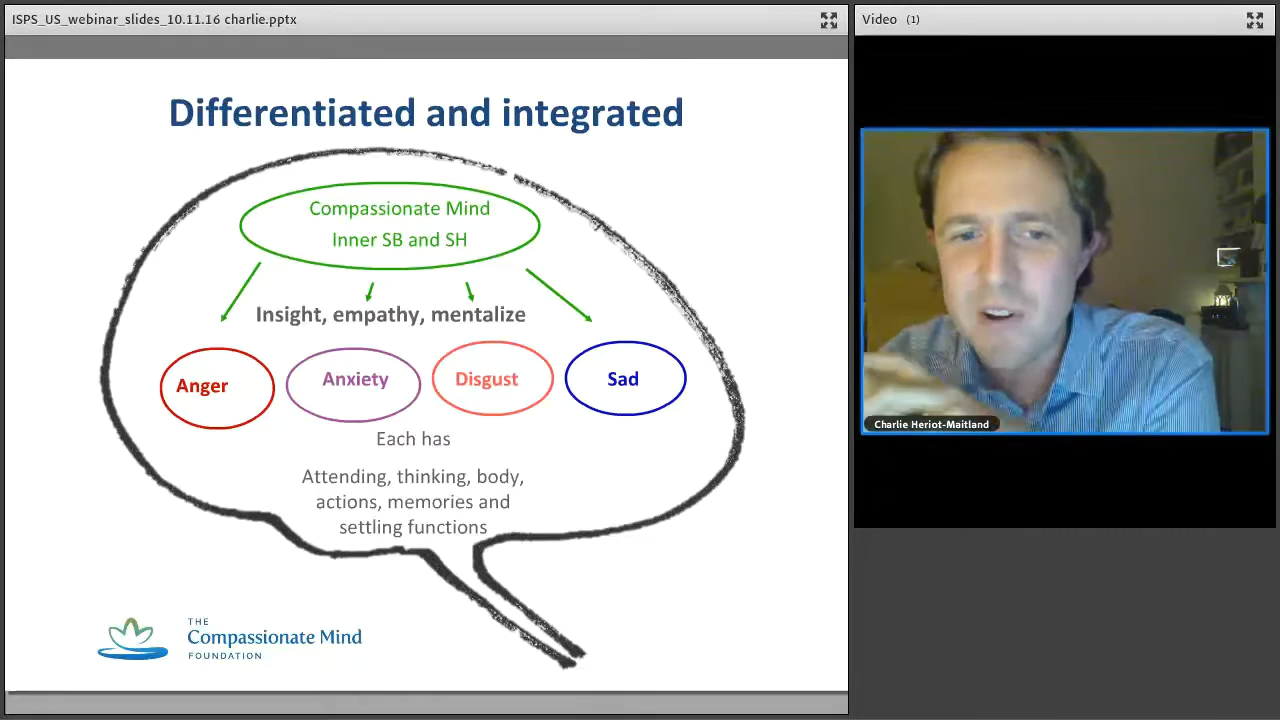 ISPS_US_webinar_slides_10.11.16 charlie.pptx
Video (1)
Differentiated and integrated
Compassionate Mind
Inner SB and SH
Insight, empathy, mentalize
Anger
Anxiety
Disgust
Sad
Each has
Attending, thinking, body,
actions, memories and
settling functions
THE
Compassionate Mind
FOUNDATION
Charlie Heriot-Maitland